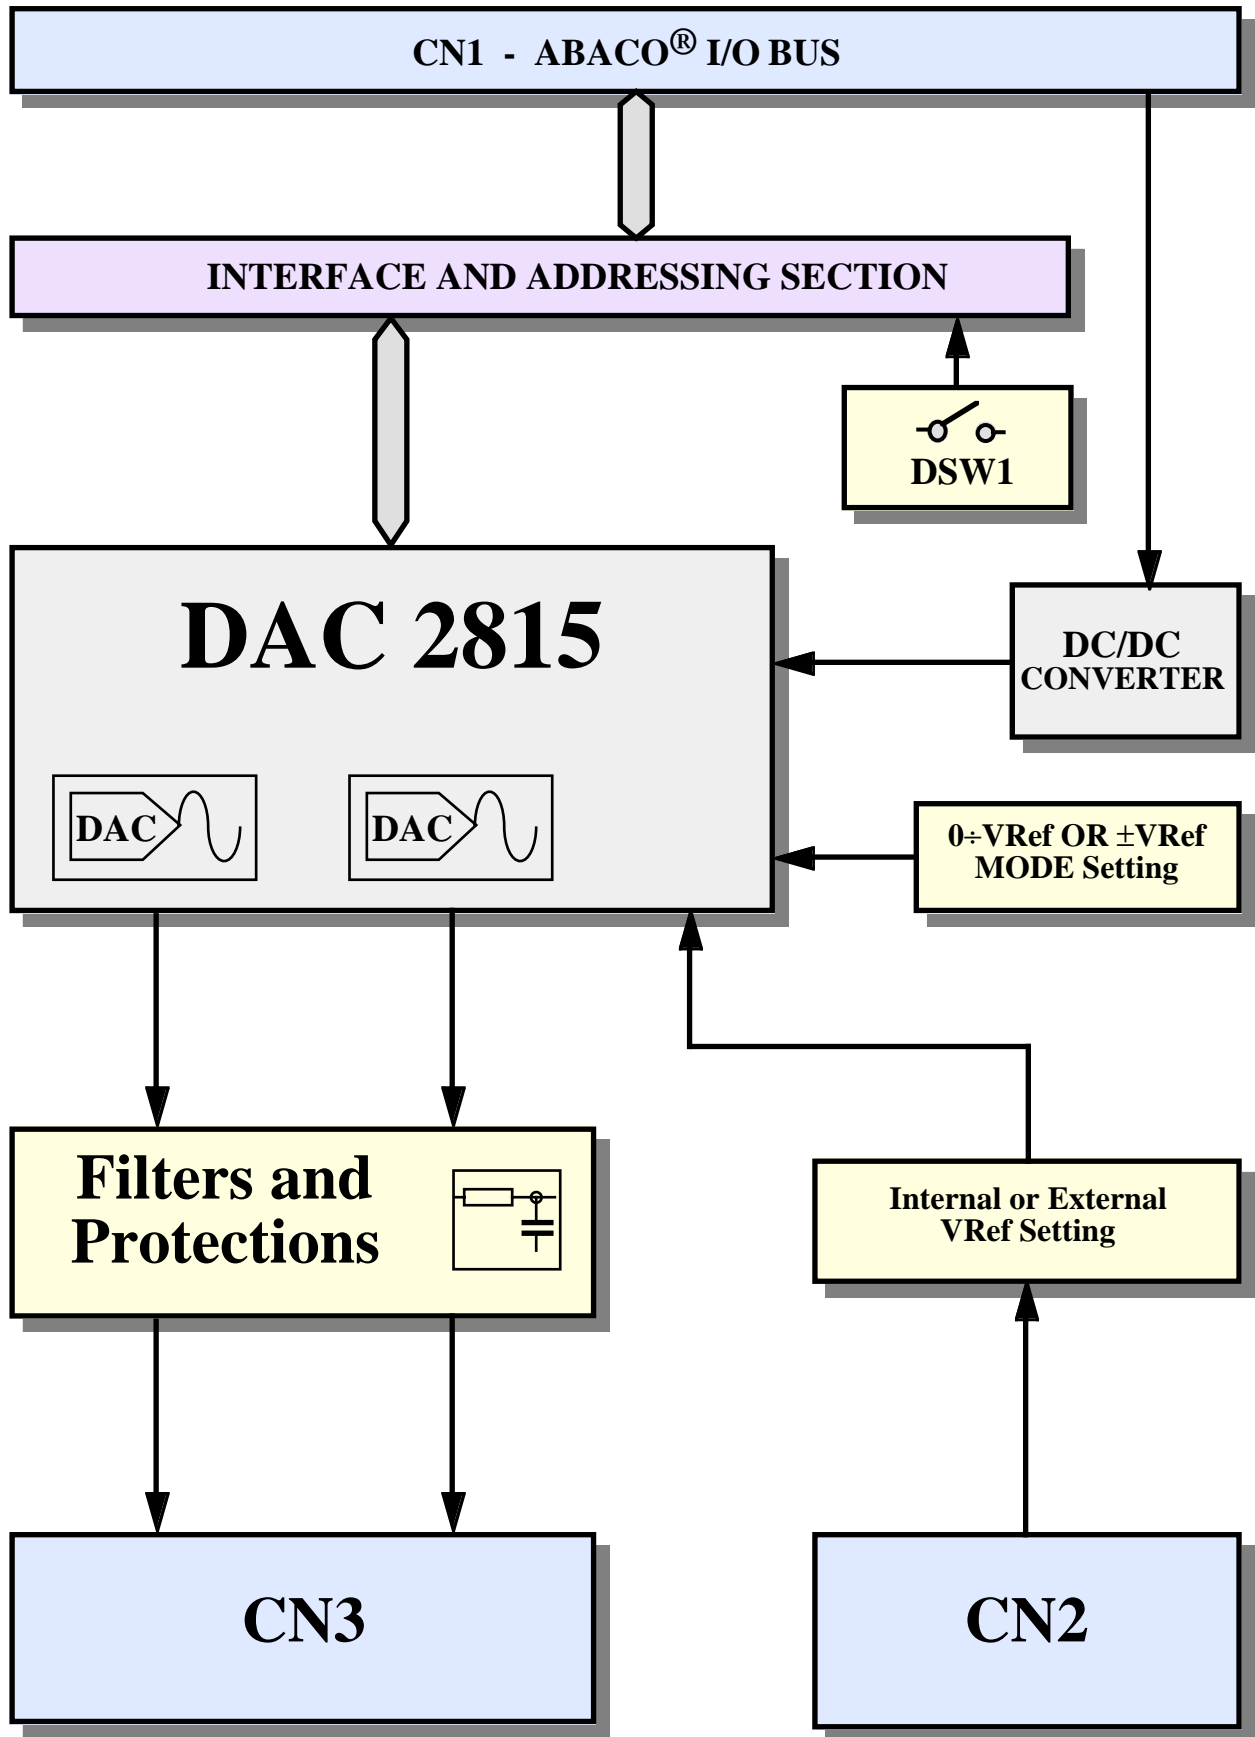 CN1 - ABACO® I/O BUS
INTERFACE AND ADDRESSING SECTION
DSW1
DAC 2815
DC/DC
CONVERTER
DAC
DAC
0÷VRef OR ±VRef
MODE Setting
Filters and
Protections
Internal or External
VRef Setting
CN3
CN2